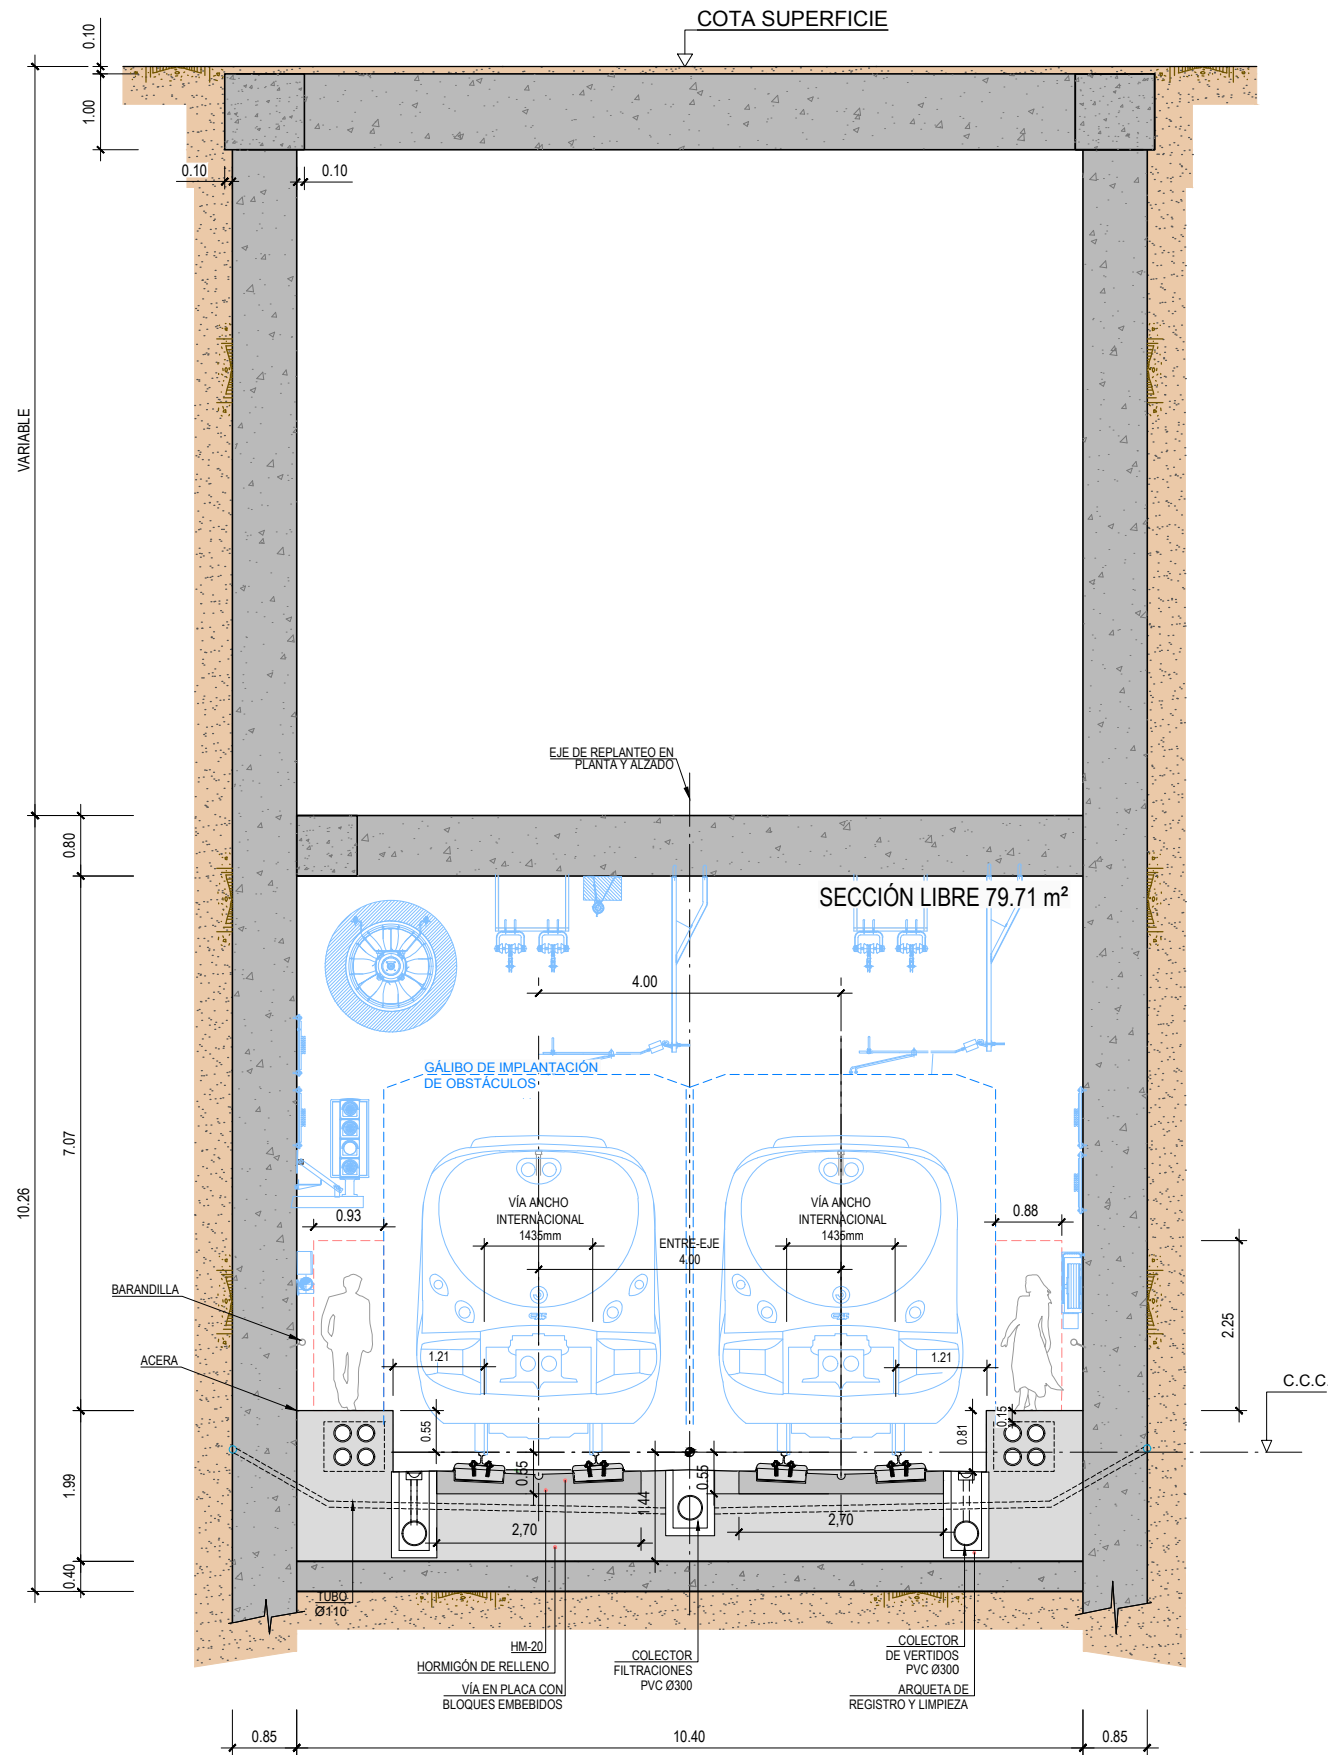 COTA SUPERFICIE
0.10
1.00
0.10
0.10
VARIABLE
EJE DE REPLANTEO EN
PLANTA Y ALZADO
0.80
SECCIÓN LIBRE 79.71 m²
4.00
GÁLIBO DE IMPLANTACIÓN
DE OBSTÁCULOS
7.07
10.26
VÍA ANCHO
INTERNACIONAL
1435mm
VÍA ANCHO
INTERNACIONAL
1435mm
0.93
0.88
ENTRE-EJE
4.00
BARANDILLA
2.25
ACERA
1.21
1.21
C.C.C.
0.55
0.81
0.15
0.55
0.55
1.44
1.99
2,70
2,70
0.40
TUBO
Ø110
HM-20
HORMIGÓN DE RELLENO
VÍA EN PLACA CON
BLOQUES EMBEBIDOS
COLECTOR
FILTRACIONES
PVC Ø300
COLECTOR
DE VERTIDOS
PVC Ø300
ARQUETA DE
REGISTRO Y LIMPIEZA
0.85
10.40
0.85